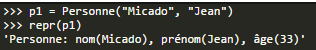 >>> p1 = Personne("Micado", "Jean")
>>> repr(p1)
'Personne: nom(Micado), prénom(Jean), âge(33)'